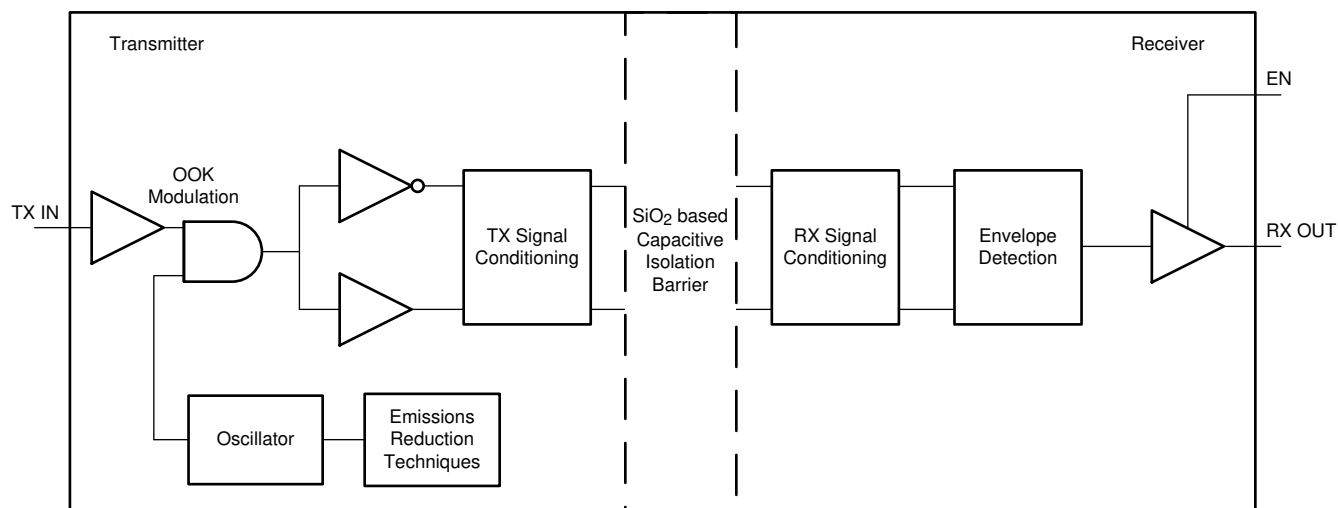 Transmitter
Receiver
EN
OOK
Modulation
TX IN
TX Signal
Conditioning
SiO₂ based
Capacitive
Isolation
Barrier
RX Signal
Conditioning
Envelope
Detection
RX OUT
Oscillator
Emissions
Reduction
Techniques